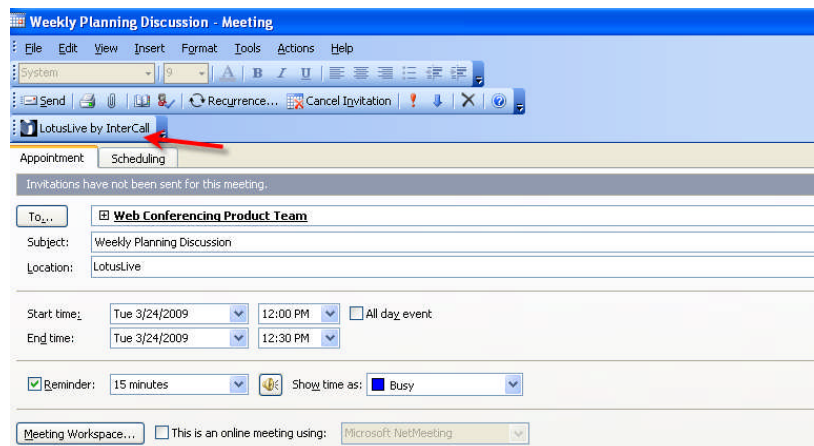 Weekly Planning Discussion - Meeting
File Edit View Insert Format Tools Actions Help
System 9 A B I U
Send Recurrence... Cancel Invitation
LotusLive by InterCall
Appointment Scheduling
Invitations have not been sent for this meeting.
To... Web Conferencing Product Team
Subject: Weekly Planning Discussion
Location: LotusLive
Start time: Tue 3/24/2009 12:00 PM All day event
End time: Tue 3/24/2009 12:30 PM
Reminder: 15 minutes Show time as: Busy
Meeting Workspace... This is an online meeting using: Microsoft NetMeeting